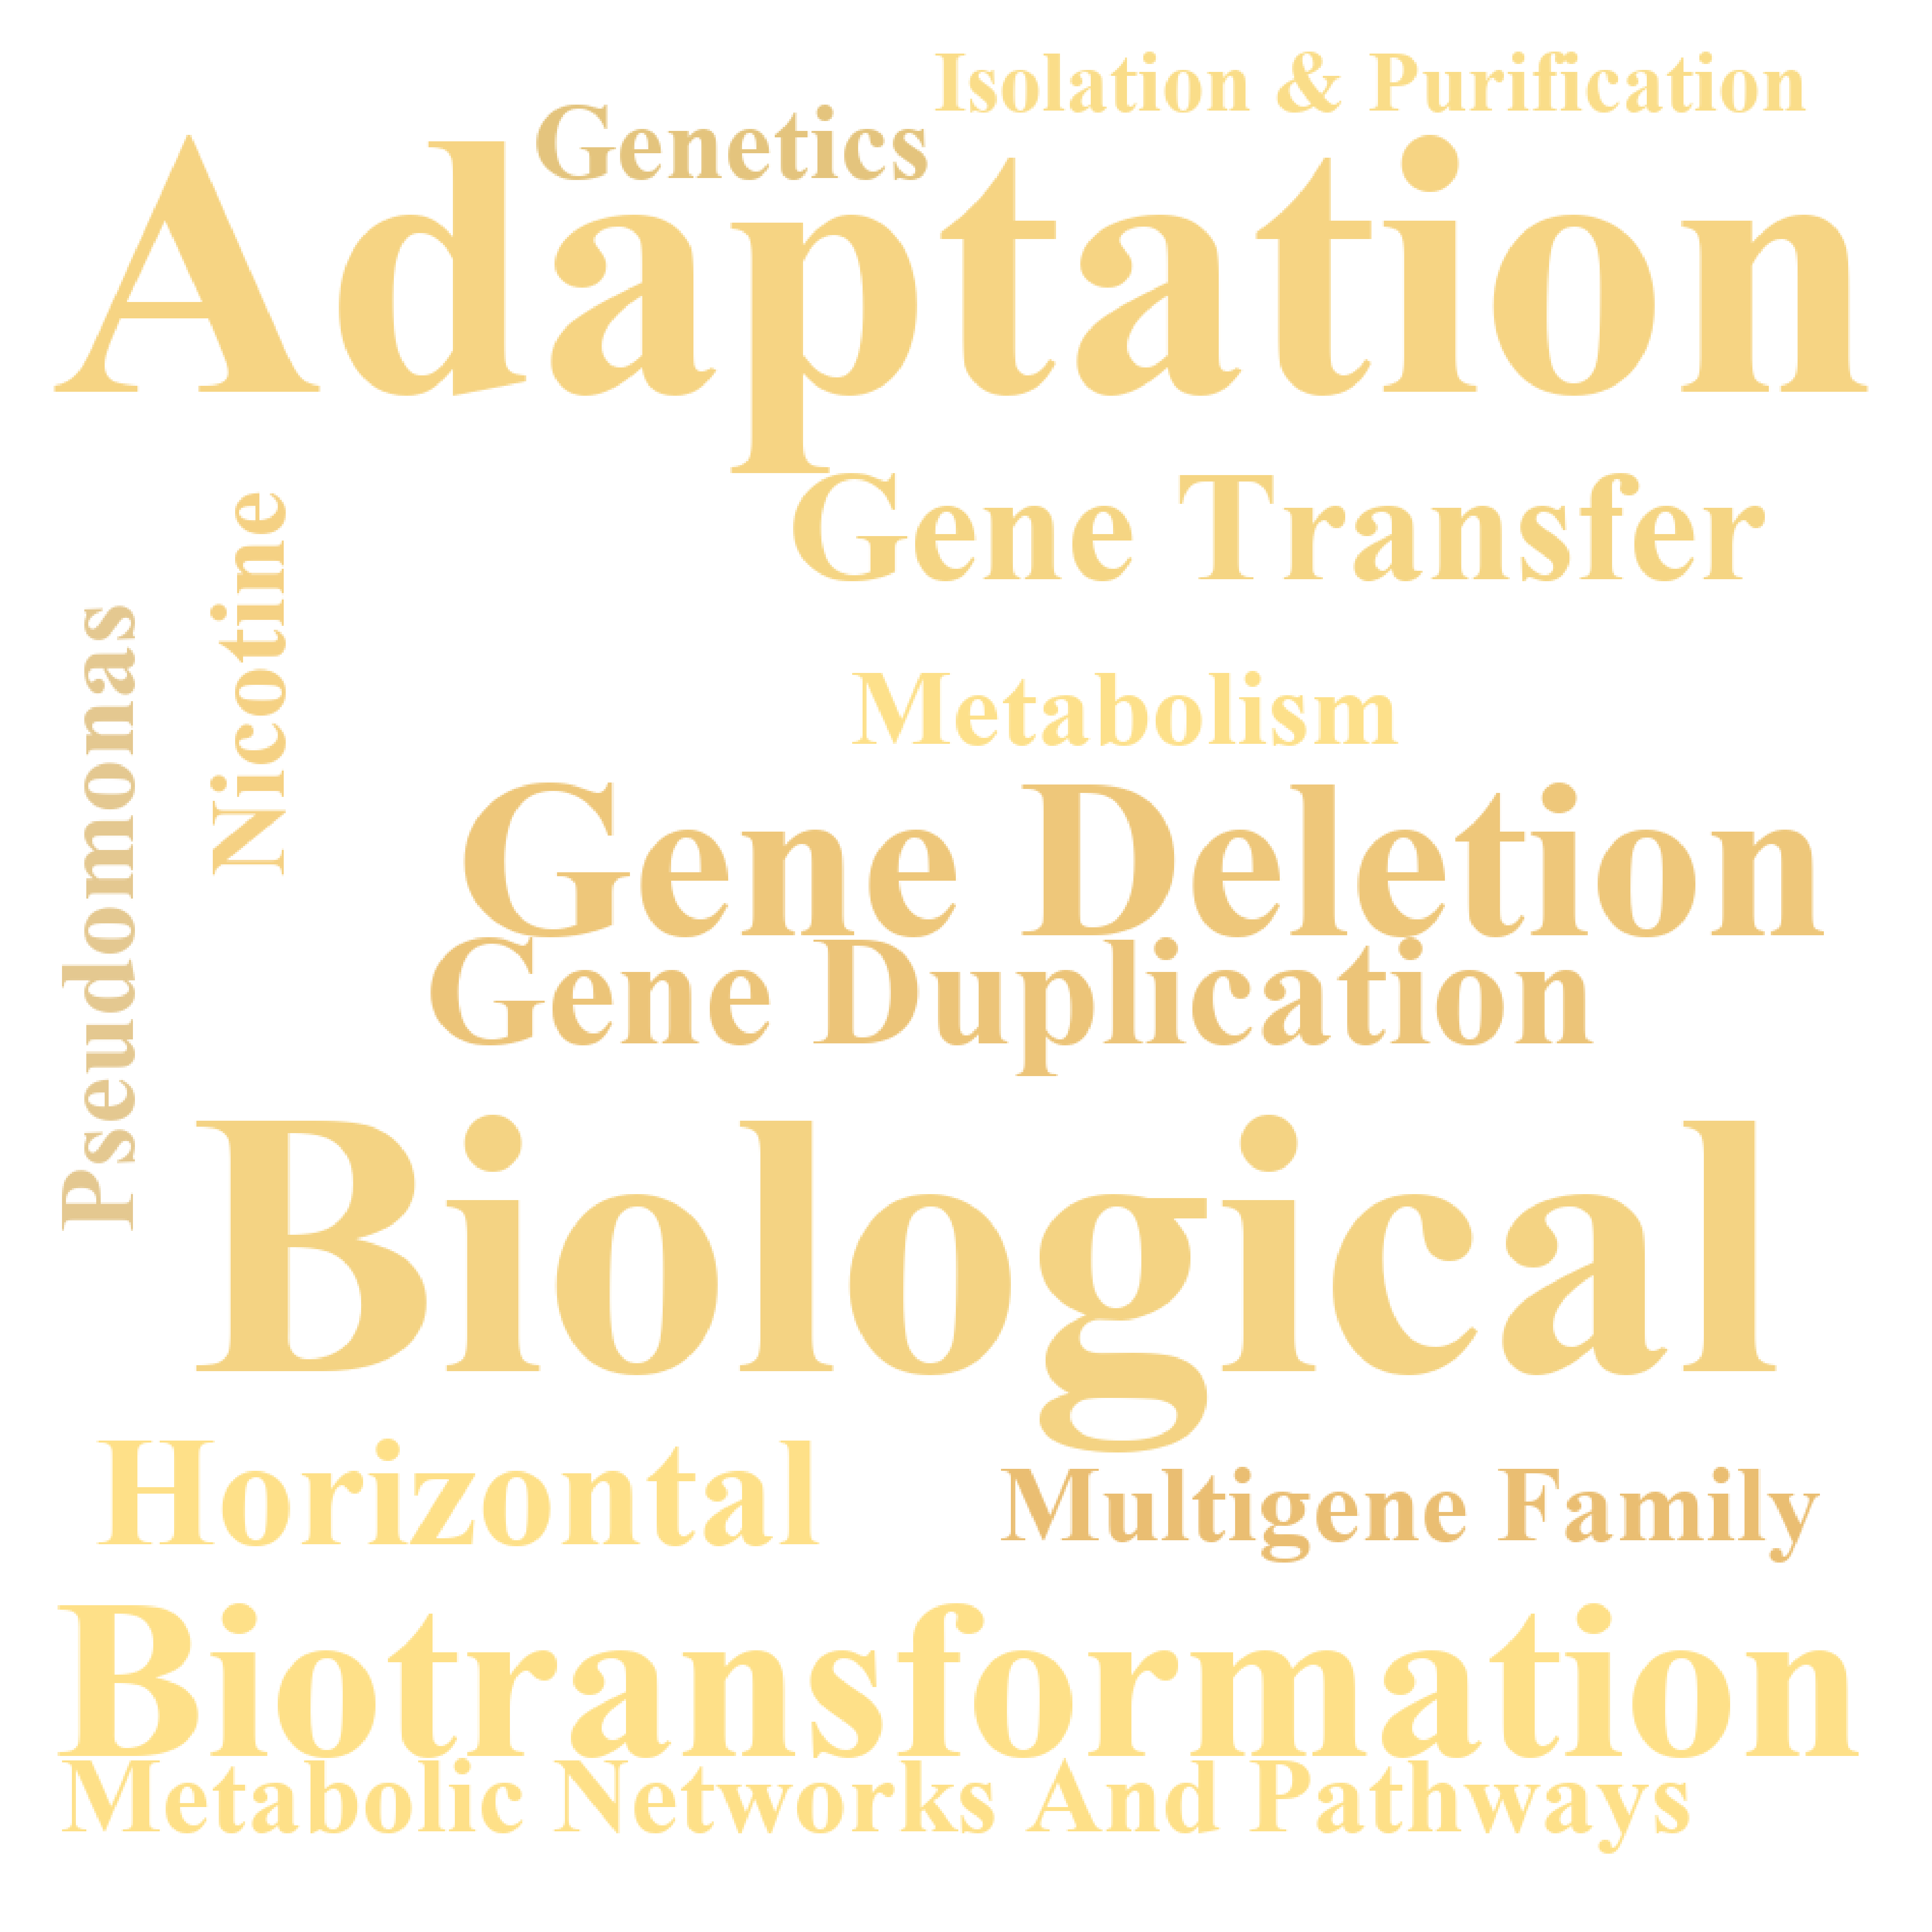 Isolation & Purification
Genetics
Adaptation
Gene Transfer
Nicotine
Pseudomonas
Metabolism
Gene Deletion
Gene Duplication
Biological
Horizontal
Multigene Family
Biotransformation
Metabolic Networks And Pathways